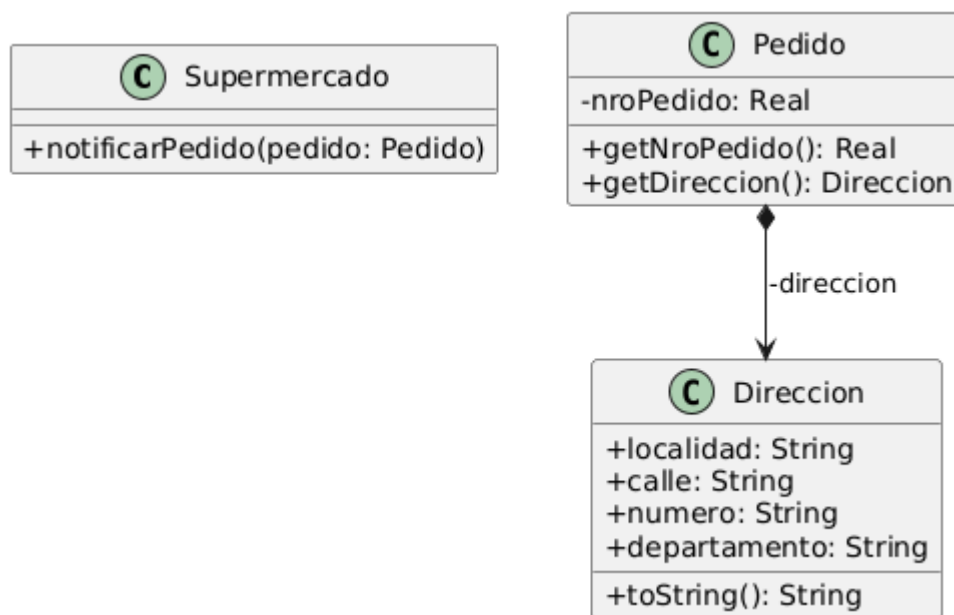 C Supermercado
+notificarPedido(pedido: Pedido)
C Pedido
-nroPedido: Real
+getNroPedido(): Real
+getDireccion(): Direccion
-direccion
C Direccion
+localidad: String
+calle: String
+numero: String
+departamento: String
+toString(): String